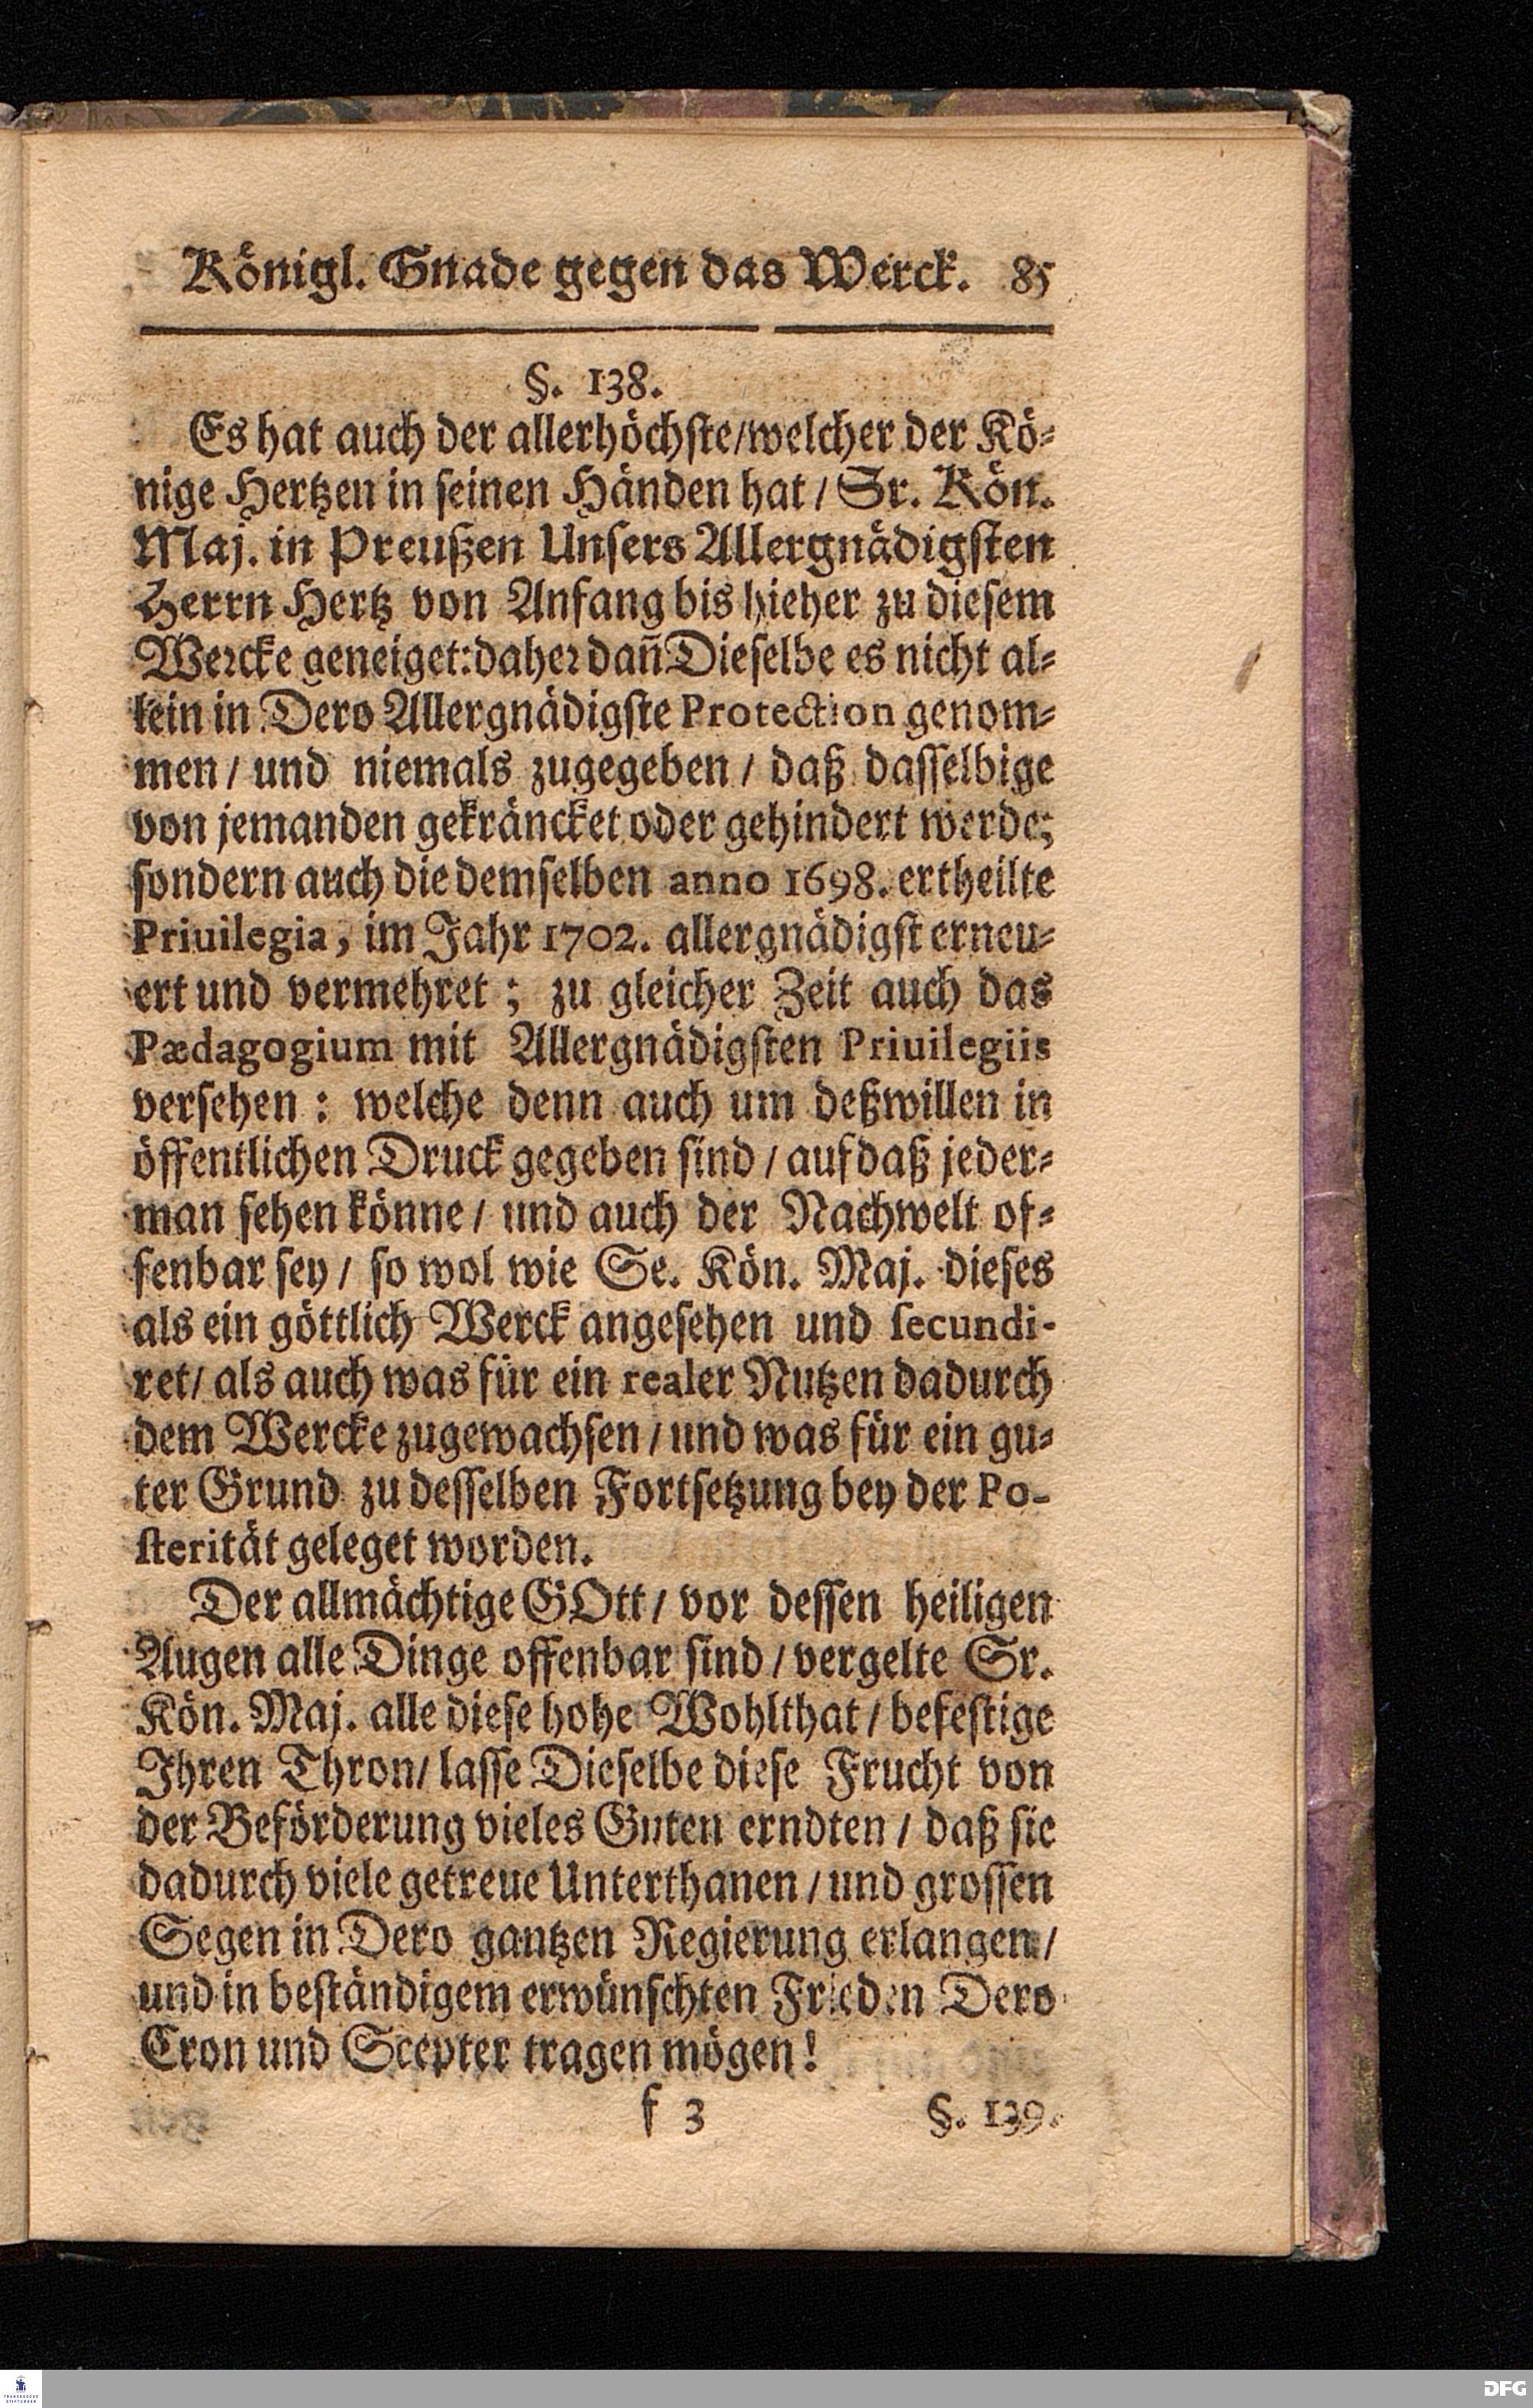 Königl. Gnade gegen das Werck. 85
§. 138.
Es hat auch der allerhöchste/welcher der Kö⸗
nige Hertzen in seinen Händen hat / Sr. Kön.
Maj. in Preußen Unsers Allergnädigsten
Herrn Hertz von Anfang bis hieher zu diesem
Wercke geneiget: daher dañ Dieselbe es nicht al⸗
lein in Dero Allergnädigste Protection genom⸗
men / und niemals zugegeben / daß dasselbige
von jemanden gekräncket oder gehindert werde;
sondern auch die demselben anno 1698. ertheilte
Priuilegia, im Jahr 1702. allergnädigst erneu⸗
ert und vermehret ; zu gleicher Zeit auch das
Pædagogium mit Allergnädigsten Priuilegiis
versehen : welche denn auch um deßwillen in
öffentlichen Druck gegeben sind / auf daß jeder⸗
man sehen könne / und auch der Nachwelt of⸗
fenbar sey / so wol wie Se. Kön. Maj. dieses
als ein göttlich Werck angesehen und secundi-
ret/ als auch was für ein realer Nutzen dadurch
dem Wercke zugewachsen / und was für ein gu⸗
ter Grund zu desselben Fortsetzung bey der Po-
sterität geleget worden.
Der allmächtige GOtt / vor dessen heiligen
Augen alle Dinge offenbar sind / vergelte Sr.
Kön. Maj. alle diese hohe Wohlthat / befestige
Ihren Thron/ lasse Dieselbe diese Frucht von
der Beförderung vieles Guten erndten / daß sie
dadurch viele getreue Unterthanen / und grossen
Segen in Dero gantzen Regierung erlangen /
und in beständigem erwünschten Frieden Dero
Cron und Scepter tragen mögen !
f 3 §. 139.
FRANCKESCHE
STIFTUNGEN
DFG